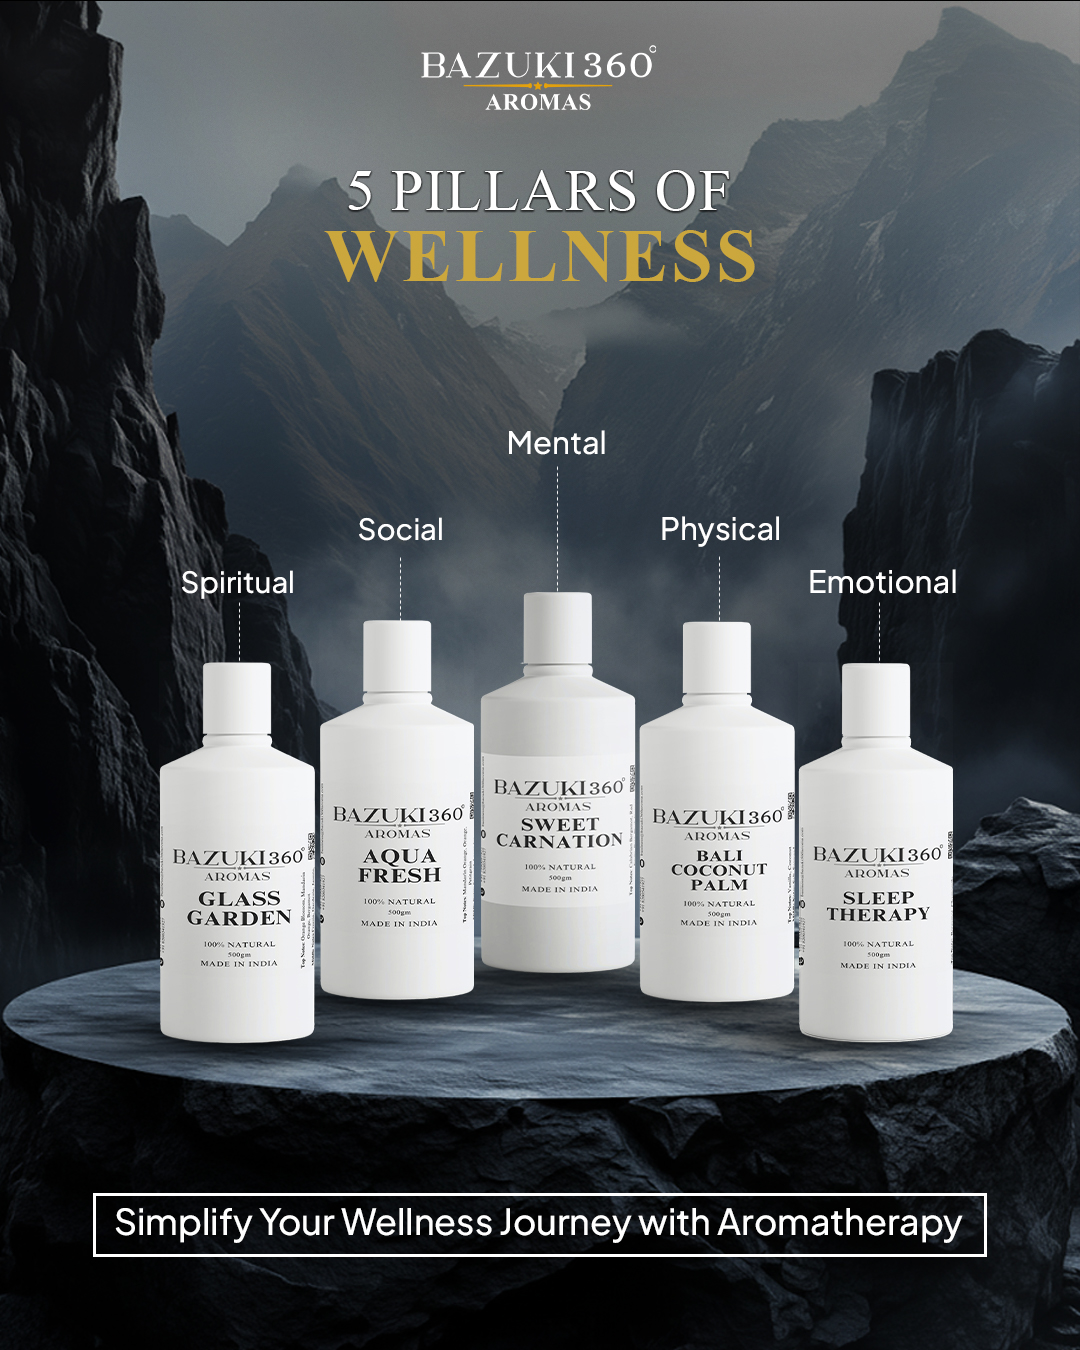 BAZUKI360°
AROMAS
5 PILLARS OF
WELLNESS
Mental
Social
Physical
Spiritual
Emotional
BAZUKI360°
AROMAS
GLASS
GARDEN
100% NATURAL
500gm
MADE IN INDIA
BAZUKI360°
AROMAS
AQUA
FRESH
100% NATURAL
500gm
MADE IN INDIA
BAZUKI360°
AROMAS
SWEET
CARNATION
100% NATURAL
500gm
MADE IN INDIA
BAZUKI360°
AROMAS
BALI
COCONUT
PALM
100% NATURAL
500gm
MADE IN INDIA
BAZUKI360°
AROMAS
SLEEP
THERAPY
100% NATURAL
500gm
MADE IN INDIA
Simplify Your Wellness Journey with Aromatherapy